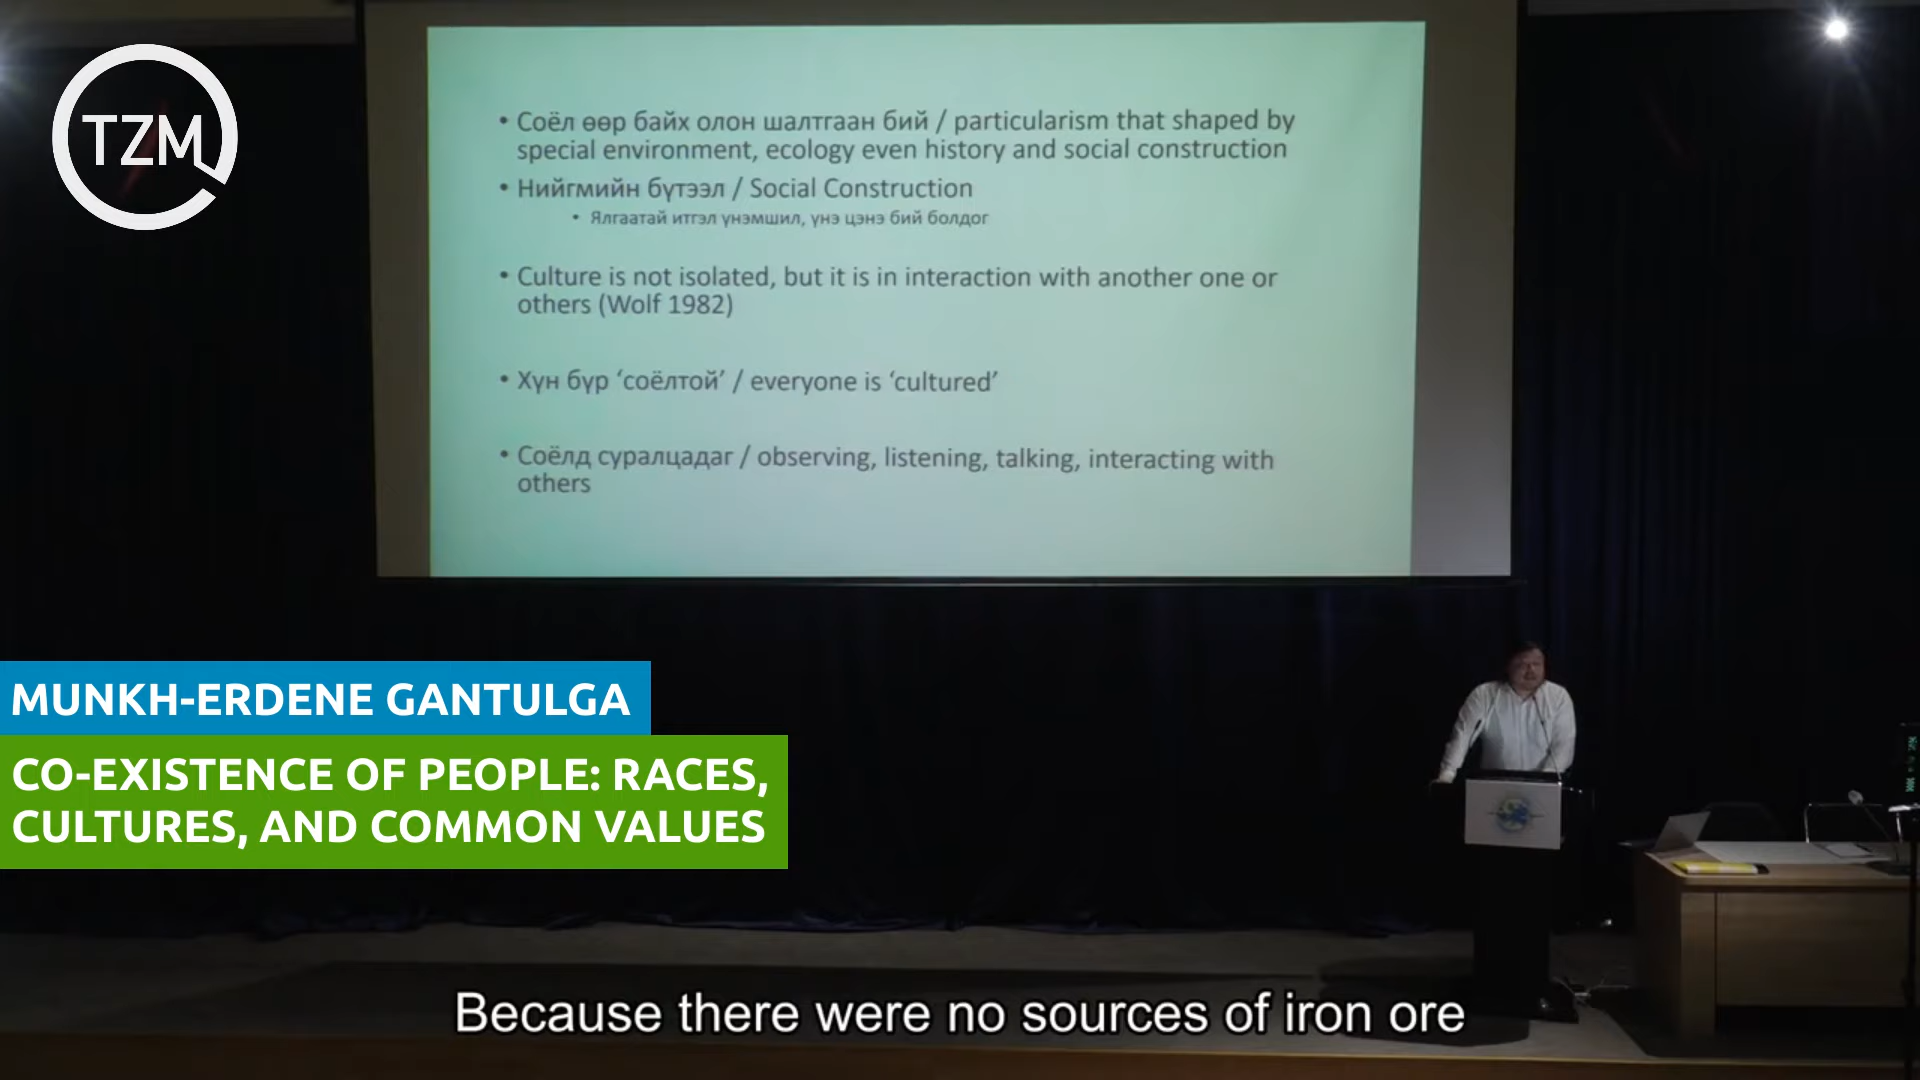 TZM
• Соёл өөр байх олон шалтгаан бий / particularism that shaped by
special environment, ecology even history and social construction
• Нийгмийн бүтээл / Social Construction
• Ялгаатай итгэл үнэмшил, үнэ цэнэ бий болдог
• Culture is not isolated, but it is in interaction with another one or
others (Wolf 1982)
• Хүн бүр ‘соёлтой’ / everyone is ‘cultured’
• Соёлд суралцадаг / observing, listening, talking, interacting with
others
MUNKH-ERDENE GANTULGA
CO-EXISTENCE OF PEOPLE: RACES,
CULTURES, AND COMMON VALUES
Because there were no sources of iron ore